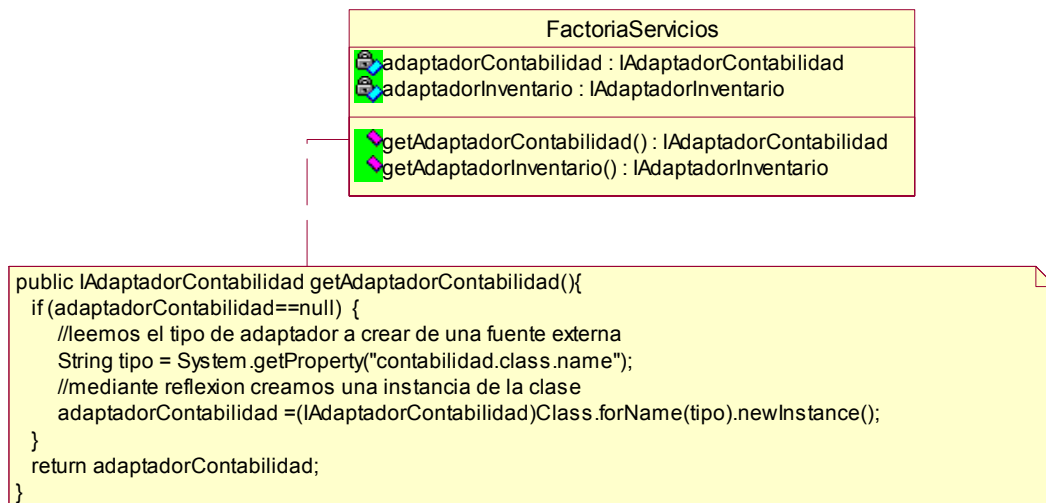 FactoriaServicios
adaptadorContabilidad : IAdaptadorContabilidad
adaptadorInventario : IAdaptadorInventario
getAdaptadorContabilidad() : IAdaptadorContabilidad
getAdaptadorInventario() : IAdaptadorInventario
public IAdaptadorContabilidad getAdaptadorContabilidad(){
if (adaptadorContabilidad==null) {
//leemos el tipo de adaptador a crear de una fuente externa
String tipo = System.getProperty("contabilidad.class.name");
//mediante reflexion creamos una instancia de la clase
adaptadorContabilidad =(IAdaptadorContabilidad)Class.forName(tipo).newInstance();
}
return adaptadorContabilidad;
}